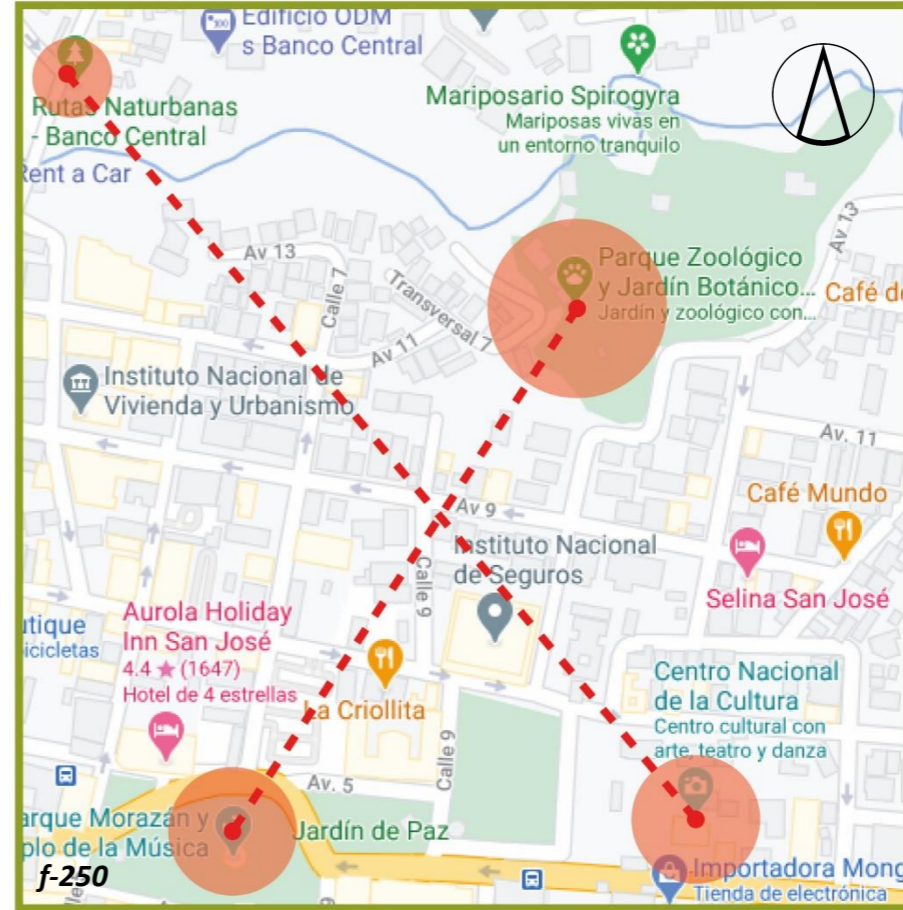 Edificio ODM
s Banco Central
Rutas Naturbanas
- Banco Central
Rent a Car
Mariposario Spirogyra
Mariposas vivas en
un entorno tranquilo
Av 13
Calle 7
Transversal 7
Av 11
Parque Zoológico
y Jardín Botánico...
Jardín y zoológico con...
Av 13
Café de
Instituto Nacional de
Vivienda y Urbanismo
Av. 11
Av 9
Café Mundo
Instituto Nacional
de Seguros
Calle 9
Selina San José
Aurola Holiday
Inn San José
4.4 ★ (1647)
Hotel de 4 estrellas
utique
icicletas
La Criollita
Centro Nacional
de la Cultura
Centro cultural con
arte, teatro y danza
Calle 9
Av. 5
arque Morazán y
plo de la Música
Jardín de Paz
f-250
Importadora Mong
Tienda de electrónica